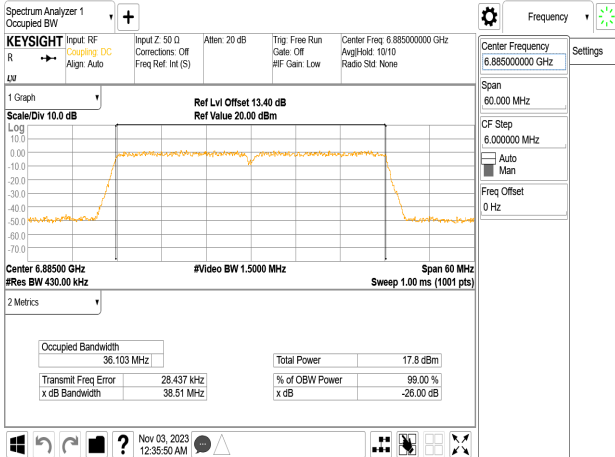 Spectrum Analyzer 1
Occupied BW
KEYSIGHT
R
Input: RF
Coupling: DC
Align: Auto
Input Z: 50 Ω
Corrections: Off
Freq Ref: Int (S)
Atten: 20 dB
Trig: Free Run
Gate: Off
#IF Gain: Low
Center Freq: 6.885000000 GHz
Avg|Hold: 10/10
Radio Std: None
1 Graph
Scale/Div 10.0 dB
Ref Lvl Offset 13.40 dB
Ref Value 20.00 dBm
Log
10.0
0.00
-10.0
-20.0
-30.0
-40.0
-50.0
-60.0
-70.0
Center 6.88500 GHz
#Res BW 430.00 kHz
#Video BW 1.5000 MHz
Span 60 MHz
Sweep 1.00 ms (1001 pts)
2 Metrics
Occupied Bandwidth
36.103 MHz
Transmit Freq Error 28.437 kHz
x dB Bandwidth 38.51 MHz
Total Power 17.8 dBm
% of OBW Power 99.00 %
x dB -26.00 dB
Nov 03, 2023
12:35:50 AM
Frequency
Settings
Center Frequency
6.885000000 GHz
Span
60.000 MHz
CF Step
6.000000 MHz
Auto
Man
Freq Offset
0 Hz